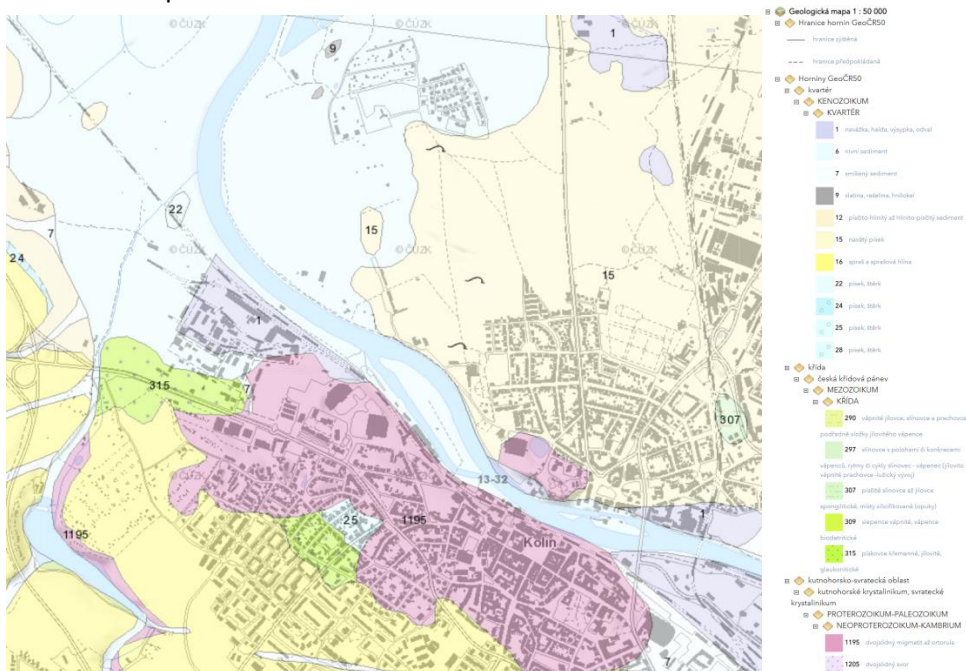 © ČÚZK
9
1
22
© ČÚZK
15
© ČÚZK
© ČÚZK
7
24
15
1
315
7
307
13-32
1195
25
1195
1
Kolín
7
Geologická mapa 1 : 50 000
Hranice hornin GeoČR50
hranice zjištěná
hranice předpokládaná
Horniny GeoČR50
kvartér
KENOZOIKUM
KVARTÉR
1 navážka, halda, výsypka, odval
6 nivní sediment
7 smíšený sediment
9 slatina, rašelina, hnilokal
12 písčito-hlinitý až hlinito-písčitý sediment
15 navátý písek
16 spraš a sprašová hlína
22 písek, štěrk
24 písek, štěrk
25 písek, štěrk
28 písek, štěrk
křída
česká křídová pánev
MEZOZOIKUM
KŘÍDA
290 vápnité jílovce, slínovce a prachovce
podřadně vložky jílovitého vápence
297 slínovce s polohami či konkrecemi
vápenců, rytmy či cykly slínovec - vápenec (jílovito
vápnité prachovce -lužický vývoj)
307 písčité slínovce až jílovce
spongilitické, místy silicifikované (opuky)
309 slepence vápnité, vápence
biodetritické
315 pískovce křemenné, jílovité,
glaukonitické
kutnohorsko-svratecká oblast
kutnohorské krystalinikum, svratecké
krystalinikum
PROTEROZOIKUM-PALEOZOIKUM
NEOPROTEROZOIKUM-KAMBRIUM
1195 dvojslídný migmatit až ortorula
1205 dvojslídný svor